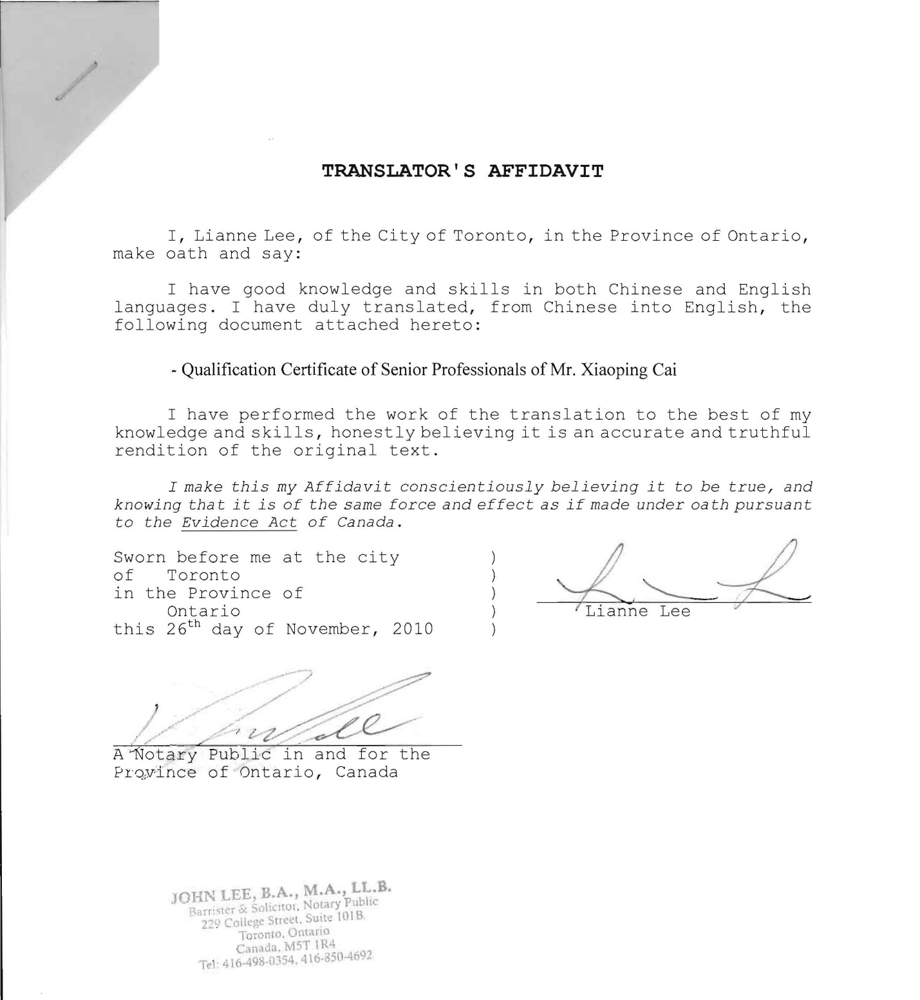 TRANSLATOR'S AFFIDAVIT
I, Lianne Lee, of the City of Toronto, in the Province of Ontario,
make oath and say:
I have good knowledge and skills in both Chinese and English
languages. I have duly translated, from Chinese into English, the
following document attached hereto:
- Qualification Certificate of Senior Professionals of Mr. Xiaoping Cai
I have performed the work of the translation to the best of my
knowledge and skills, honestly believing it is an accurate and truthful
rendition of the original text.
I make this my Affidavit conscientiously believing it to be true, and
knowing that it is of the same force and effect as if made under oath pursuant
to the Evidence Act of Canada.
Sworn before me at the city )
of Toronto )
in the Province of )
Ontario ) Lianne Lee
this 26th day of November, 2010 )
A Notary Public in and for the
Province of Ontario, Canada
JOHN LEE, B.A., M.A., LL.B.
Barrister & Solicitor, Notary Public
229 College Street, Suite 101B.
Toronto, Ontario
Canada, M5T 1R4
Tel: 416-498-0354, 416-850-4692